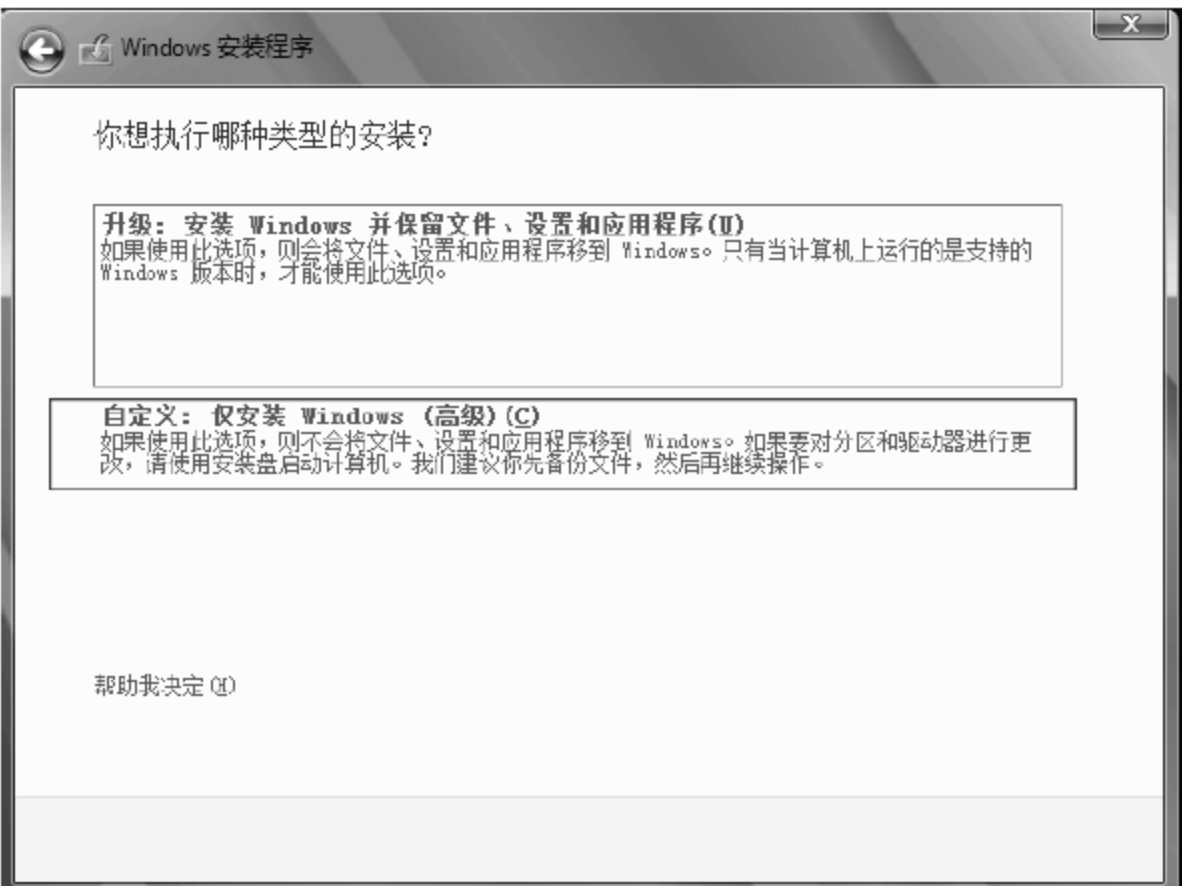 X
Windows 安装程序
你想执行哪种类型的安装?
升级: 安装 Windows 并保留文件、设置和应用程序(U)
如果使用此选项,则会将文件、设置和应用程序移到 Windows。只有当计算机上运行的是支持的
Windows 版本时,才能使用此选项。
自定义: 仅安装 Windows (高级)(C)
如果使用此选项,则不会将文件、设置和应用程序移到 Windows。如果要对分区和驱动器进行更
改,请使用安装盘启动计算机。我们建议你先备份文件,然后再继续操作。
帮助我决定(H)